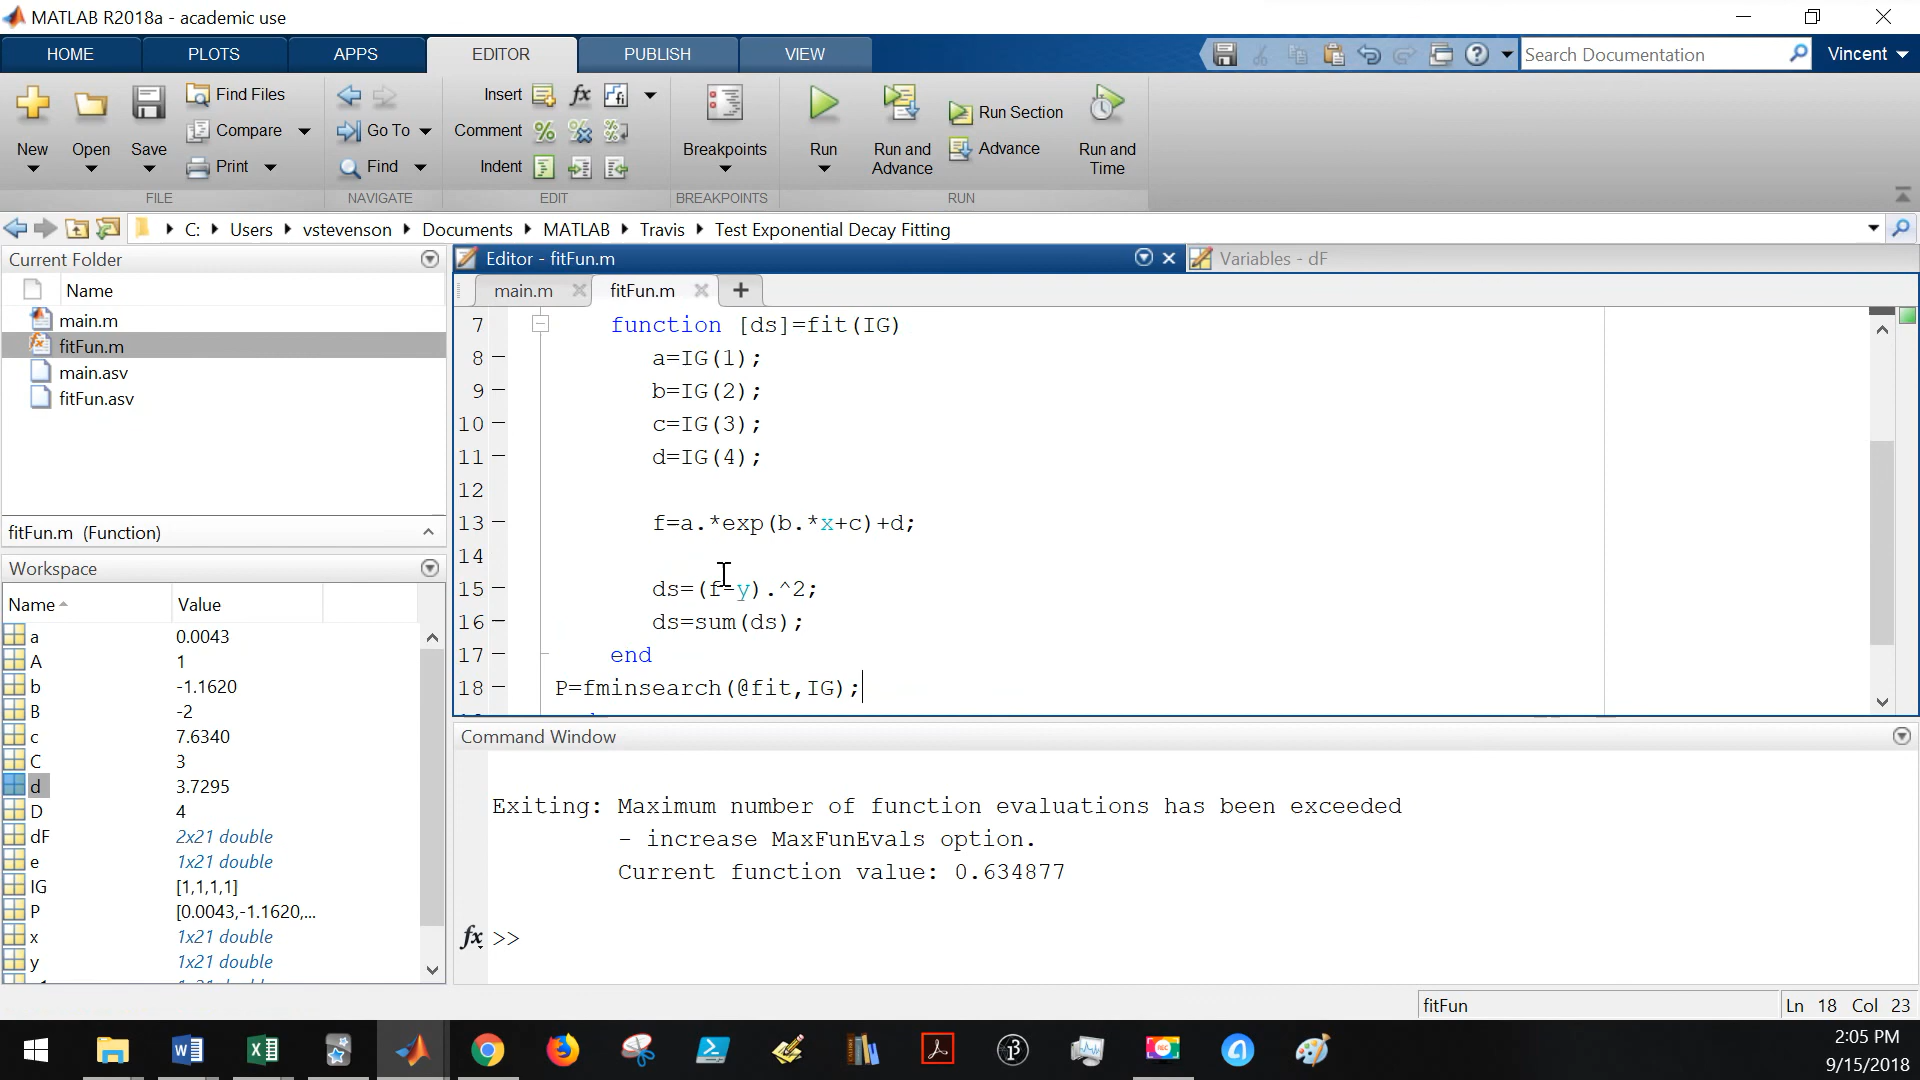 MATLAB R2018a - academic use
HOME PLOTS APPS EDITOR PUBLISH VIEW
Search Documentation Vincent
New Open Save Find Files Compare Print
FILE
Go To Find
NAVIGATE
Insert fx Comment Indent
EDIT
Breakpoints
BREAKPOINTS
Run Run and Advance Run Section Advance Run and Time
RUN
C: Users vstevenson Documents MATLAB Travis Test Exponential Decay Fitting
Current Folder
Name
main.m
fitFun.m
main.asv
fitFun.asv
fitFun.m (Function)
Workspace
Name Value
a 0.0043
A 1
b -1.1620
B -2
c 7.6340
C 3
d 3.7295
D 4
dF 2x21 double
e 1x21 double
IG [1,1,1,1]
P [0.0043,-1.1620,...
x 1x21 double
y 1x21 double
Editor - fitFun.m
Variables - dF
main.m fitFun.m
7 function [ds]=fit(IG)
8 a=IG(1);
9 b=IG(2);
10 c=IG(3);
11 d=IG(4);
12
13 f=a.*exp(b.*x+c)+d;
14
15 ds=(f-y).^2;
16 ds=sum(ds);
17 end
18 P=fminsearch(@fit,IG);
Command Window
Exiting: Maximum number of function evaluations has been exceeded
- increase MaxFunEvals option.
Current function value: 0.634877
fx >>
fitFun Ln 18 Col 23
2:05 PM
9/15/2018